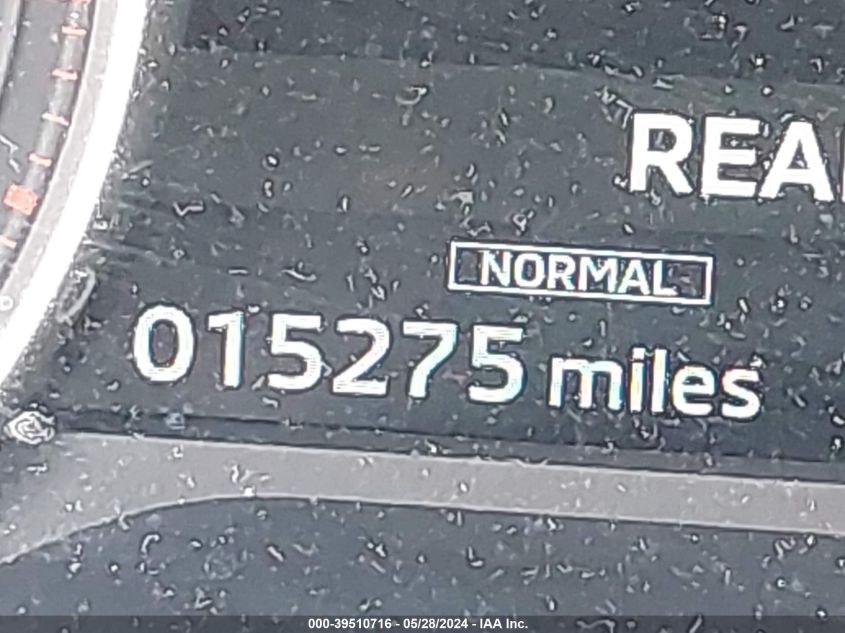 REA
NORMAL
015275 miles
000-39510716 - 05/28/2024 - IAA Inc.